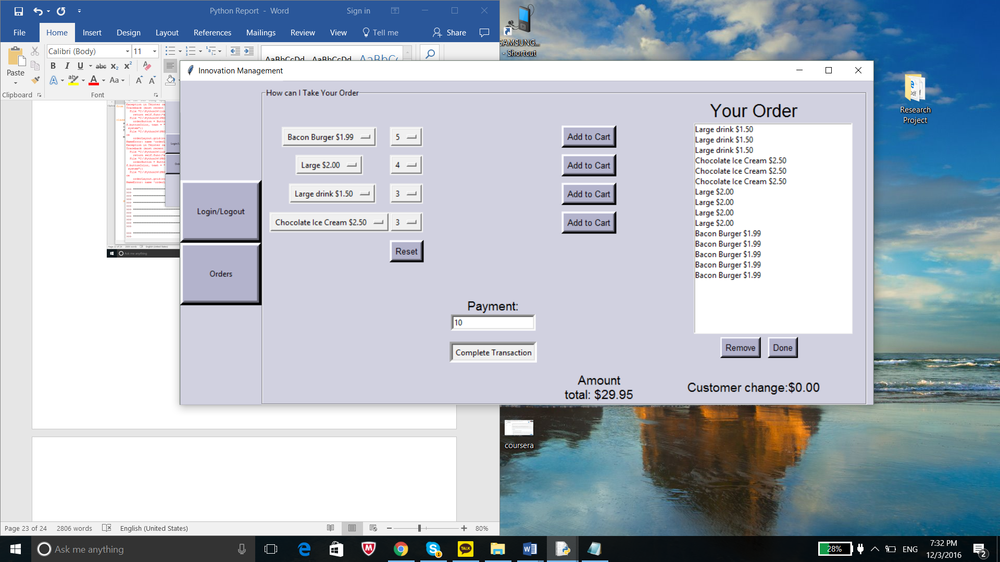 Python Report - Word
Sign in
File
Home
Insert
Design
Layout
References
Mailings
Review
View
Tell me
Share
Paste
Calibri (Body)
11
B I U abc X₂ X²
A ab A Aa A A
AaBbCcDd AaBbCcDd AaBbCc
Clipboard
Font
SAMSUNG...
- Shortcut
Research
Project
coursera
Innovation Management
How can I Take Your Order
Login/Logout
Orders
Bacon Burger $1.99
5
Add to Cart
Large $2.00
4
Add to Cart
Large drink $1.50
3
Add to Cart
Chocolate Ice Cream $2.50
3
Add to Cart
Reset
Payment:
10
Complete Transaction
Your Order
Large drink $1.50
Large drink $1.50
Large drink $1.50
Chocolate Ice Cream $2.50
Chocolate Ice Cream $2.50
Chocolate Ice Cream $2.50
Large $2.00
Large $2.00
Large $2.00
Large $2.00
Bacon Burger $1.99
Bacon Burger $1.99
Bacon Burger $1.99
Bacon Burger $1.99
Bacon Burger $1.99
Remove
Done
Amount
total: $29.95
Customer change:$0.00
Page 23 of 24
2806 words
English (United States)
80%
Ask me anything
TALK
28%
ENG
7:32 PM
12/3/2016
2